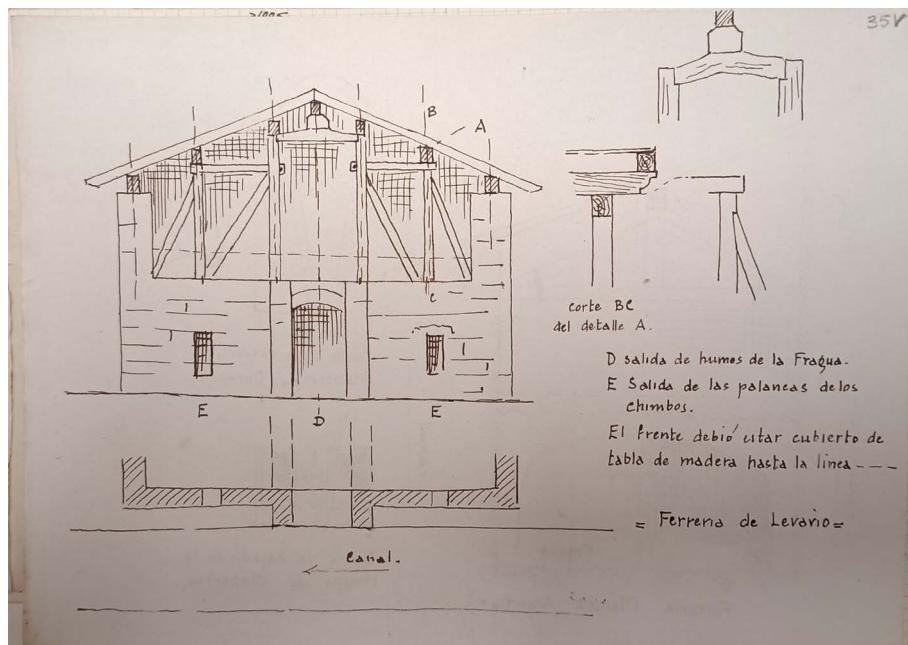 35V
B
A
C
E
D
E
corte BC
del detalle A.
D salida de humos de la Fragua.
E Salida de las palancas de los
chimbos.
El frente debió estar cubierto de
tabla de madera hasta la linea ---
= Ferreria de Levario=
Canal.